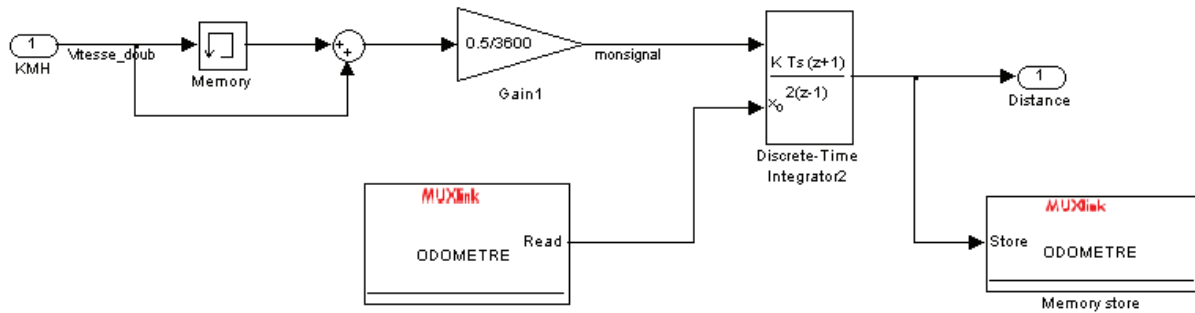 1
KMH
Vitesse_doub
Memory
+
+
0.5/3600
Gain1
monsignal
K Ts(z+1)
2(z-1)
x0
Discrete-Time
Integrator2
1
Distance
MUXlink
Read
ODOMETRE
MUXlink
Store
ODOMETRE
Memory store